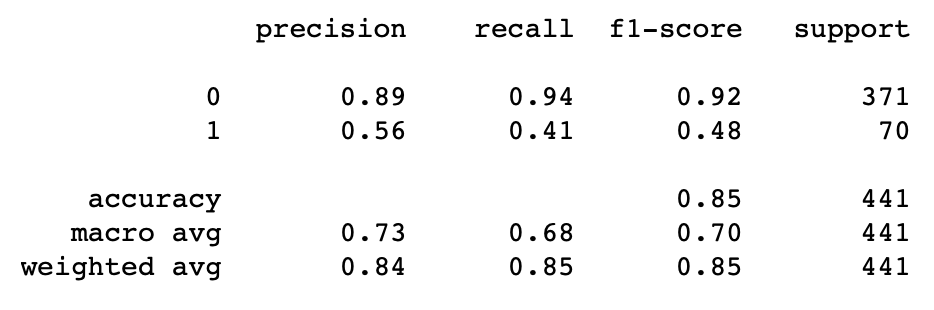 precision recall f1-score support
0 0.89 0.94 0.92 371
1 0.56 0.41 0.48 70
accuracy 0.85 441
macro avg 0.73 0.68 0.70 441
weighted avg 0.84 0.85 0.85 441